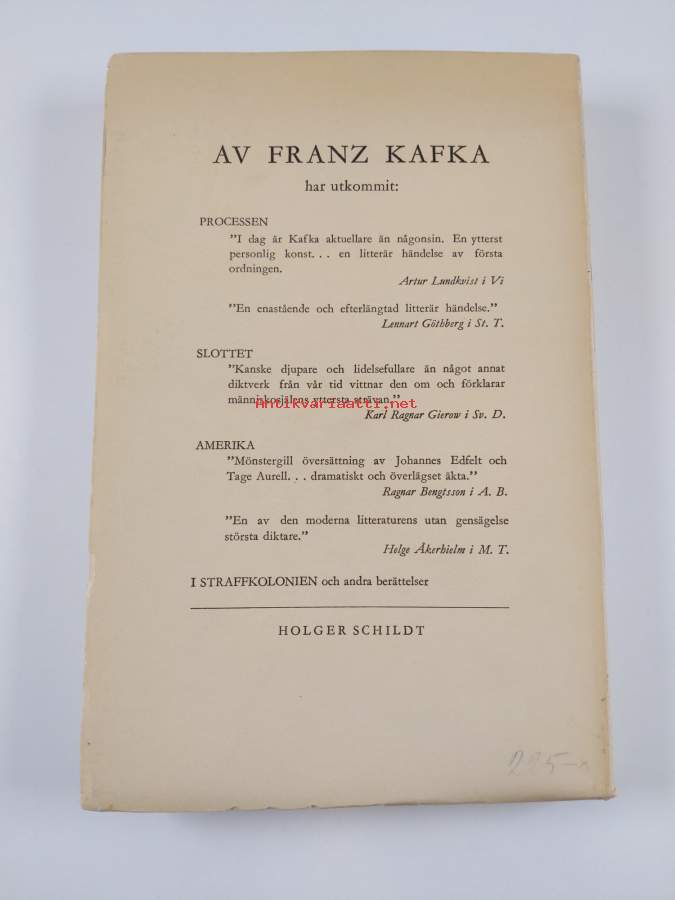 AV FRANZ KAFKA
har utkommit:
PROCESSEN
”I dag är Kafka aktuellare än någonsin. En ytterst
personlig konst. . . en litterär händelse av första
ordningen.
Artur Lundkvist i Vi
”En enastående och efterlängtad litterär händelse.”
Lennart Göthberg i St. T.
SLOTTET
”Kanske djupare och lidelsefullare än något annat
diktverk från vår tid vittnar den om och förklarar
människosjälens yttersta strävan.”
Antikvariaatti.net
Karl Ragnar Gierow i Sv. D.
AMERIKA
”Mönstergill översättning av Johannes Edfelt och
Tage Aurell. . . dramatiskt och överlägset äkta.”
Ragnar Bengtsson i A. B.
”En av den moderna litteraturens utan gensägelse
största diktare.”
Helge Åkerhielm i M. T.
I STRAFFKOLONIEN och andra berättelser
HOLGER SCHILDT